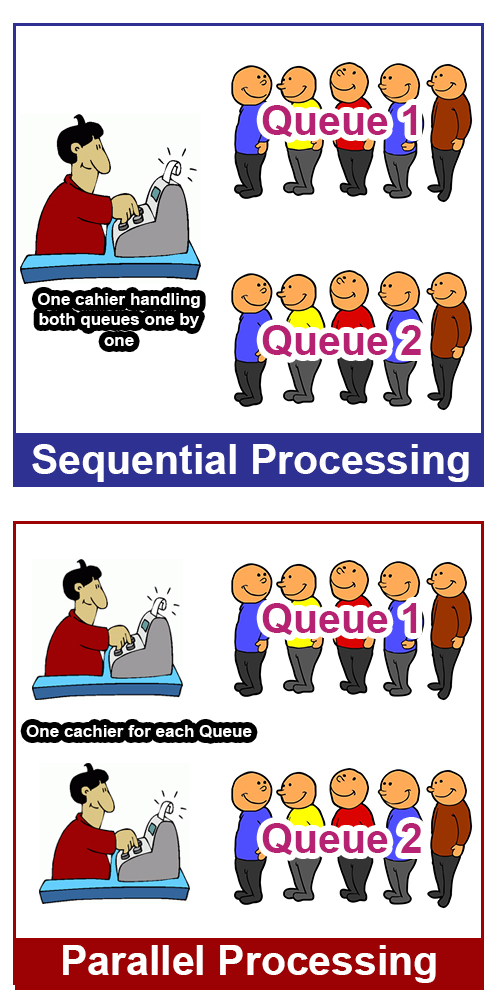 Queue 1
One cahier handling
both queues one by
one
Queue 2
Sequential Processing
Queue 1
One cachier for each Queue
Queue 2
Parallel Processing